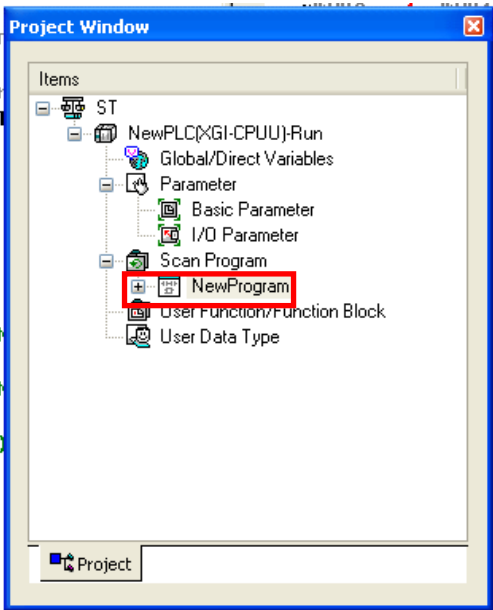 Project Window
Items
ST
NewPLC(XGI-CPUU)-Run
Global/Direct Variables
Parameter
Basic Parameter
I/O Parameter
Scan Program
NewProgram
User Function/Function Block
User Data Type
Project